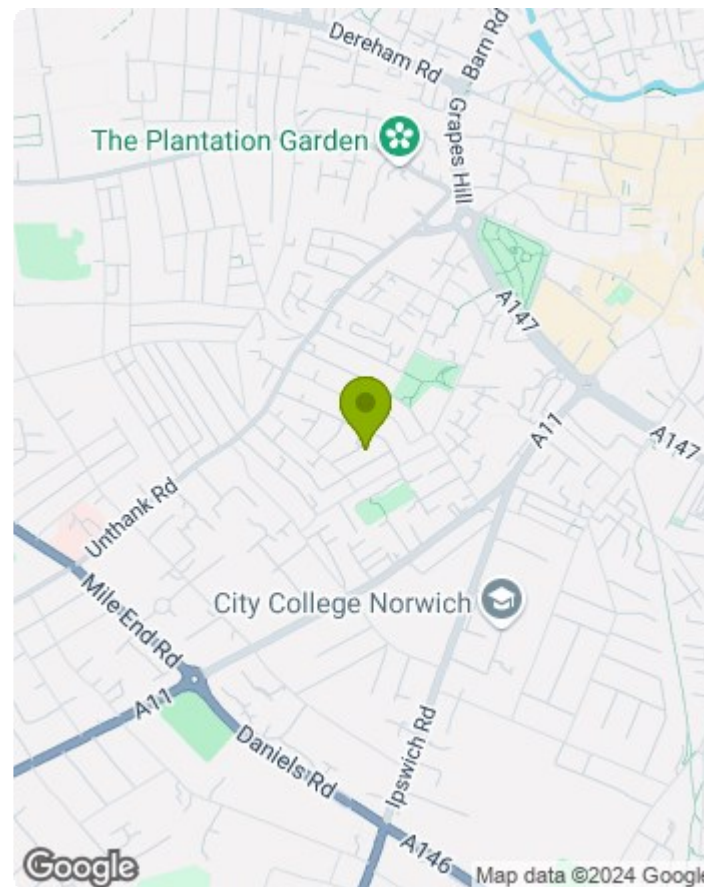 Dereham Rd
Barn Rd
The Plantation Garden
Grapes Hill
A147
A11
A147
Unthank Rd
City College Norwich
Mile End Rd
A11
Daniels Rd
Ipswich Rd
A146
Google
Map data ©2024 Google